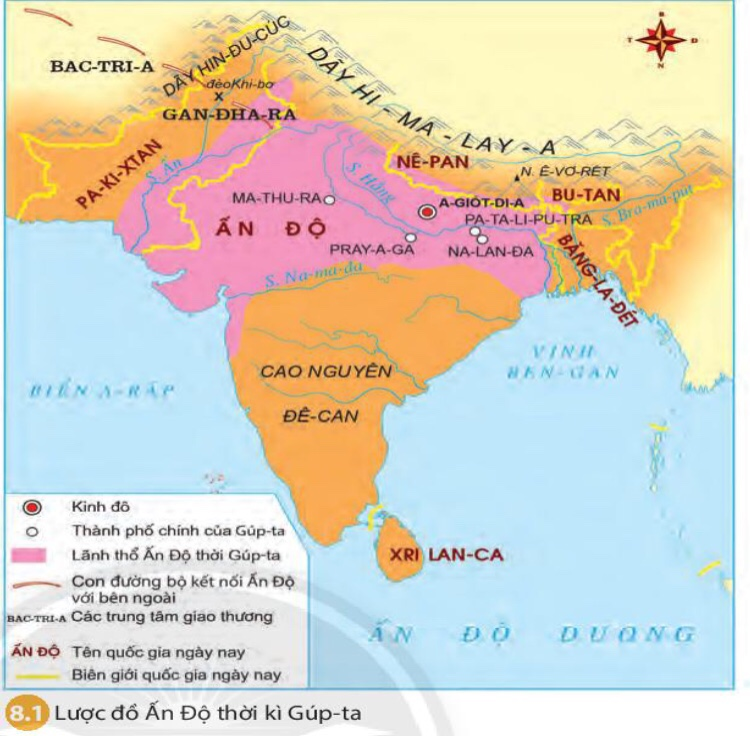 B
T Đ
N
BAC-TRI-A
DÃY HIN-ĐU-CÚC
đèoKhi-bơ
x
GAN-ĐHA-RA
DÃY HI - MA - LAY - A
PA-KI-XTAN
S. Ấn
NÊ-PAN
N. Ê-VƠ-RÉT
BU-TAN
S. Bra-ma-put
S. Hằng
MA-THU-RA
A-GIÓT-DI-A
PA-TA-LI-PU-TRA
ẤN ĐỘ
PRAY-A-GA
NA-LAN-ĐA
BĂNG-LA-ĐÉT
S. Na-ma-da
BIỂN A-RẬP
CAO NGUYÊN
ĐÊ-CAN
VỊNH
BEN-GAN
XRI LAN-CA
ẤN ĐỘ DƯƠNG
Kinh đô
Thành phố chính của Gúp-ta
Lãnh thổ Ấn Độ thời Gúp-ta
Con đường bộ kết nối Ấn Độ
với bên ngoài
BAC-TRI-A Các trung tâm giao thương
ẤN ĐỘ Tên quốc gia ngày nay
Biên giới quốc gia ngày nay
8.1 Lược đồ Ấn Độ thời kì Gúp-ta